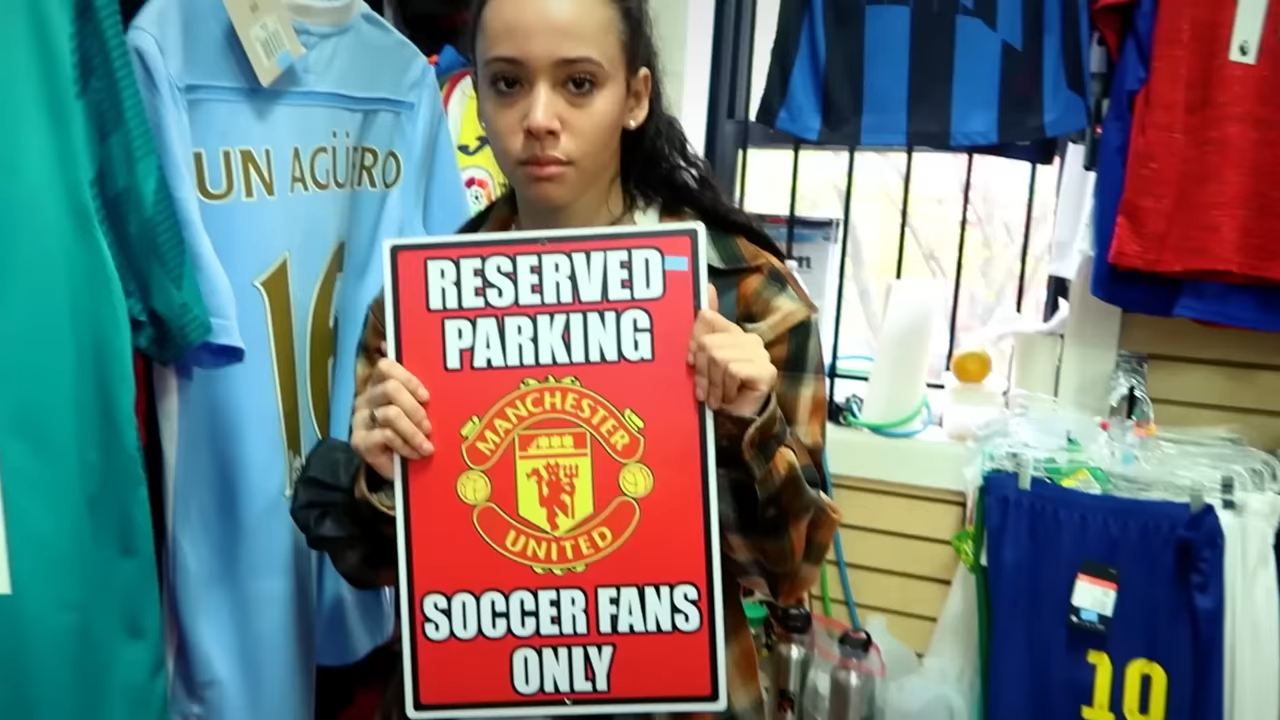 UN AGÜERO
16
RESERVED
PARKING
MANCHESTER
UNITED
SOCCER FANS
ONLY
10